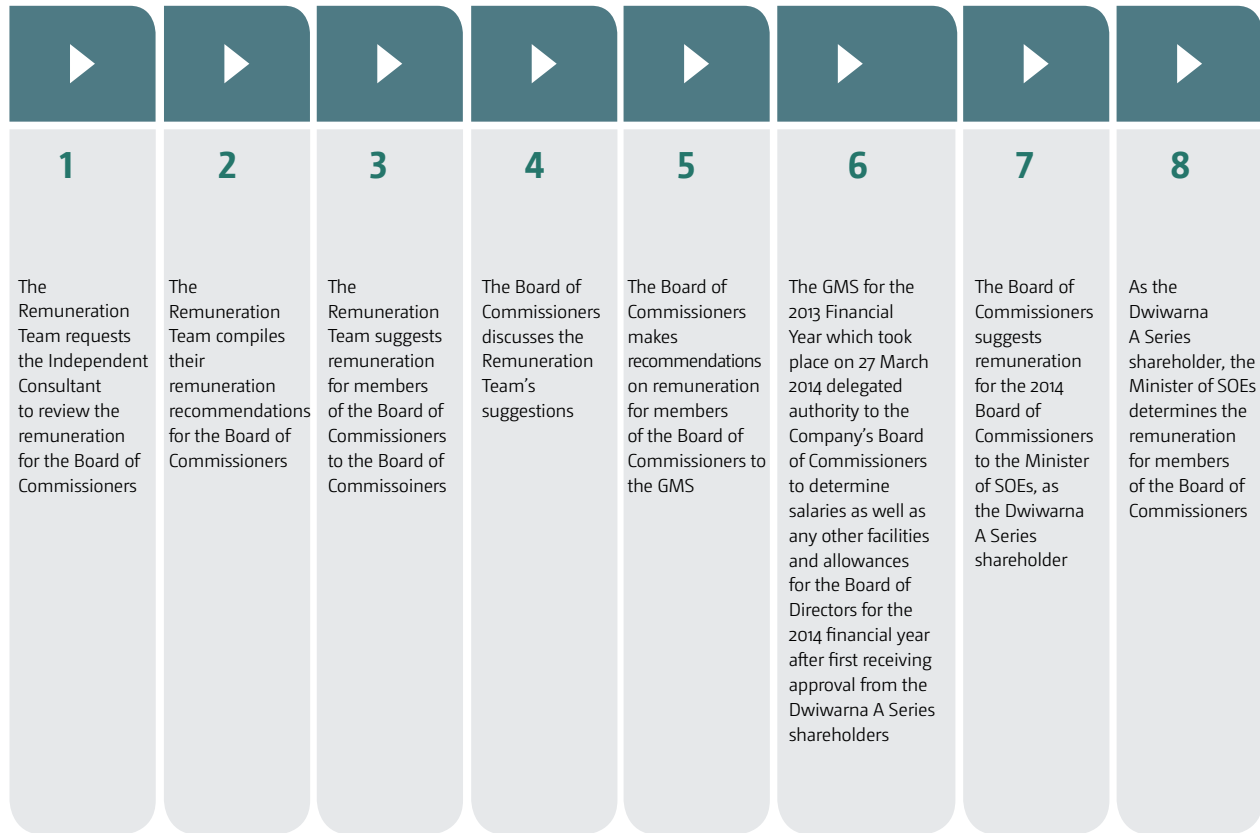 1
The
Remuneration
Team requests
the Independent
Consultant
to review the
remuneration
for the Board of
Commissioners
2
The
Remuneration
Team compiles
their
remuneration
recommendations
for the Board of
Commissioners
3
The
Remuneration
Team suggests
remuneration
for members
of the Board of
Commissioners
to the Board of
Commissoiners
4
The Board of
Commissioners
discusses the
Remuneration
Team’s
suggestions
5
The Board of
Commissioners
makes
recommendations
on remuneration
for members
of the Board of
Commissioners to
the GMS
6
The GMS for the
2013 Financial
Year which took
place on 27 March
2014 delegated
authority to the
Company’s Board
of Commissioners
to determine
salaries as well as
any other facilities
and allowances
for the Board of
Directors for the
2014 financial year
after first receiving
approval from the
Dwiwarna A Series
shareholders
7
The Board of
Commissioners
suggests
remuneration
for the 2014
Board of
Commissioners
to the Minister
of SOEs, as
the Dwiwarna
A Series
shareholder
8
As the
Dwiwarna
A Series
shareholder, the
Minister of SOEs
determines the
remuneration
for members
of the Board of
Commissioners